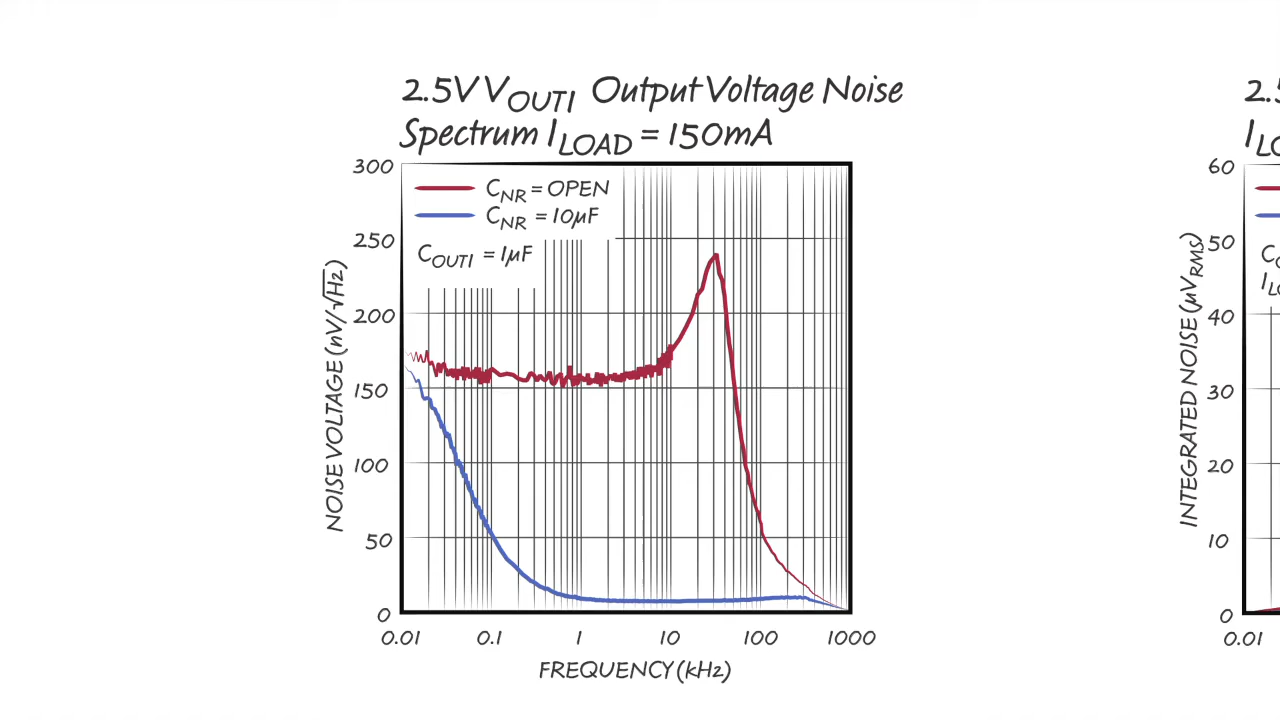 2.5V VOUT1 Output Voltage Noise
Spectrum ILOAD = 150mA
300
250
200
150
100
50
0
NOISE VOLTAGE (nV/√Hz)
CNR = OPEN
CNR = 10µF
COUT1 = 1µF
0.01 0.1 1 10 100 1000
FREQUENCY (kHz)
60
50
40
30
20
10
0
INTEGRATED NOISE (µVRMS)
0.01